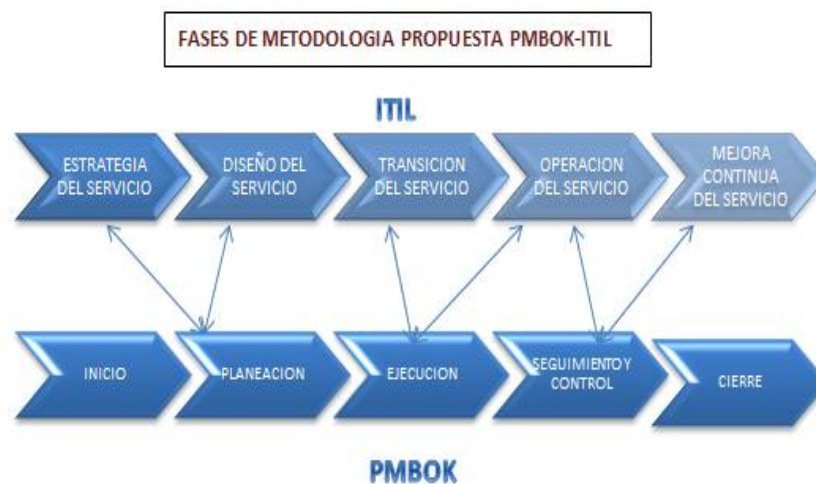 FASES DE METODOLOGIA PROPUESTA PMBOK-ITIL
ITIL
ESTRATEGIA
DEL SERVICIO
DISEÑO DEL
SERVICIO
TRANSICION
DEL SERVICIO
OPERACION
DEL SERVICIO
MEJORA
CONTINUA
DEL SERVICIO
INICIO
PLANEACION
EJECUCION
SEGUIMIENTO Y
CONTROL
CIERRE
PMBOK